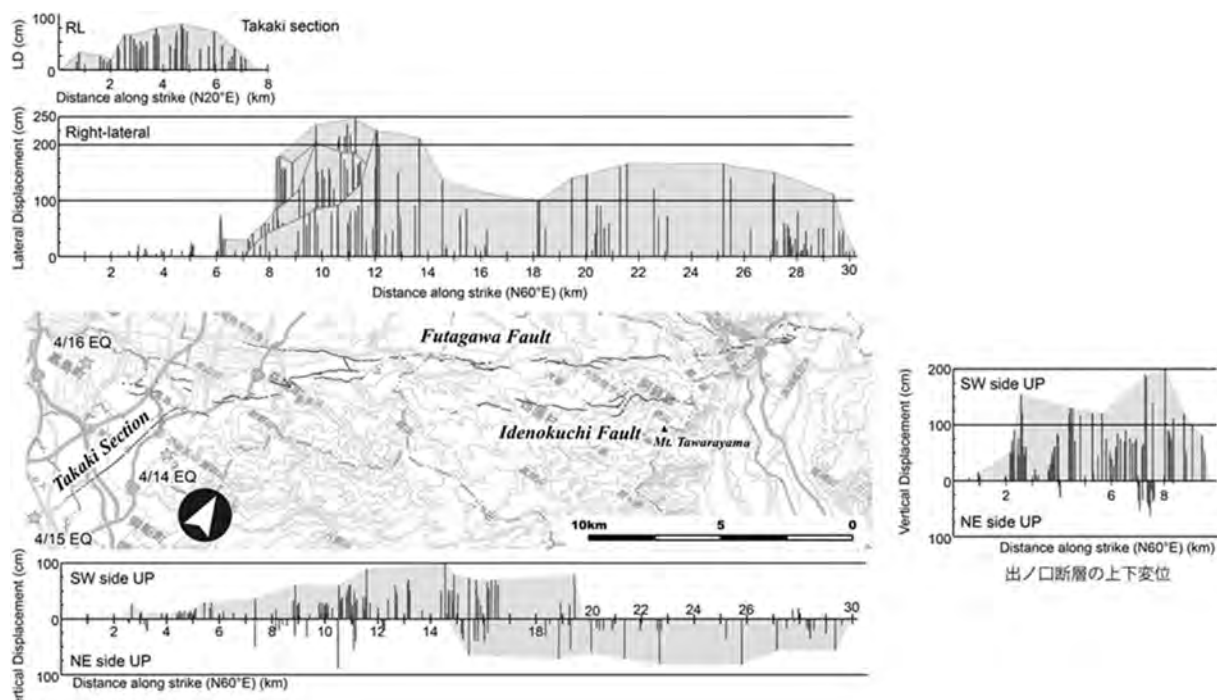 RL
Takaki section
LD (cm)
100
0
2 4 6 8
Distance along strike (N20°E) (km)
Right-lateral
Lateral Displacement (cm)
250
200
100
0
2 4 6 8 10 12 14 16 18 20 22 24 26 28 30
Distance along strike (N60°E) (km)
4/16 EQ
Futagawa Fault
Idenokuchi Fault
Mt. Tawarayama
Takaki Section
4/14 EQ
4/15 EQ
10km 5 0
SW side UP
NE side UP
Vertical Displacement (cm)
100
0
100
2 4 6 8 10 12 14 16 18 20 22 24 26 28 30
Distance along strike (N60°E) (km)
SW side UP
NE side UP
Vertical Displacement (cm)
200
100
0
100
2 4 6 8
Distance along strike (N60°E) (km)
出ノ口断層の上下変位